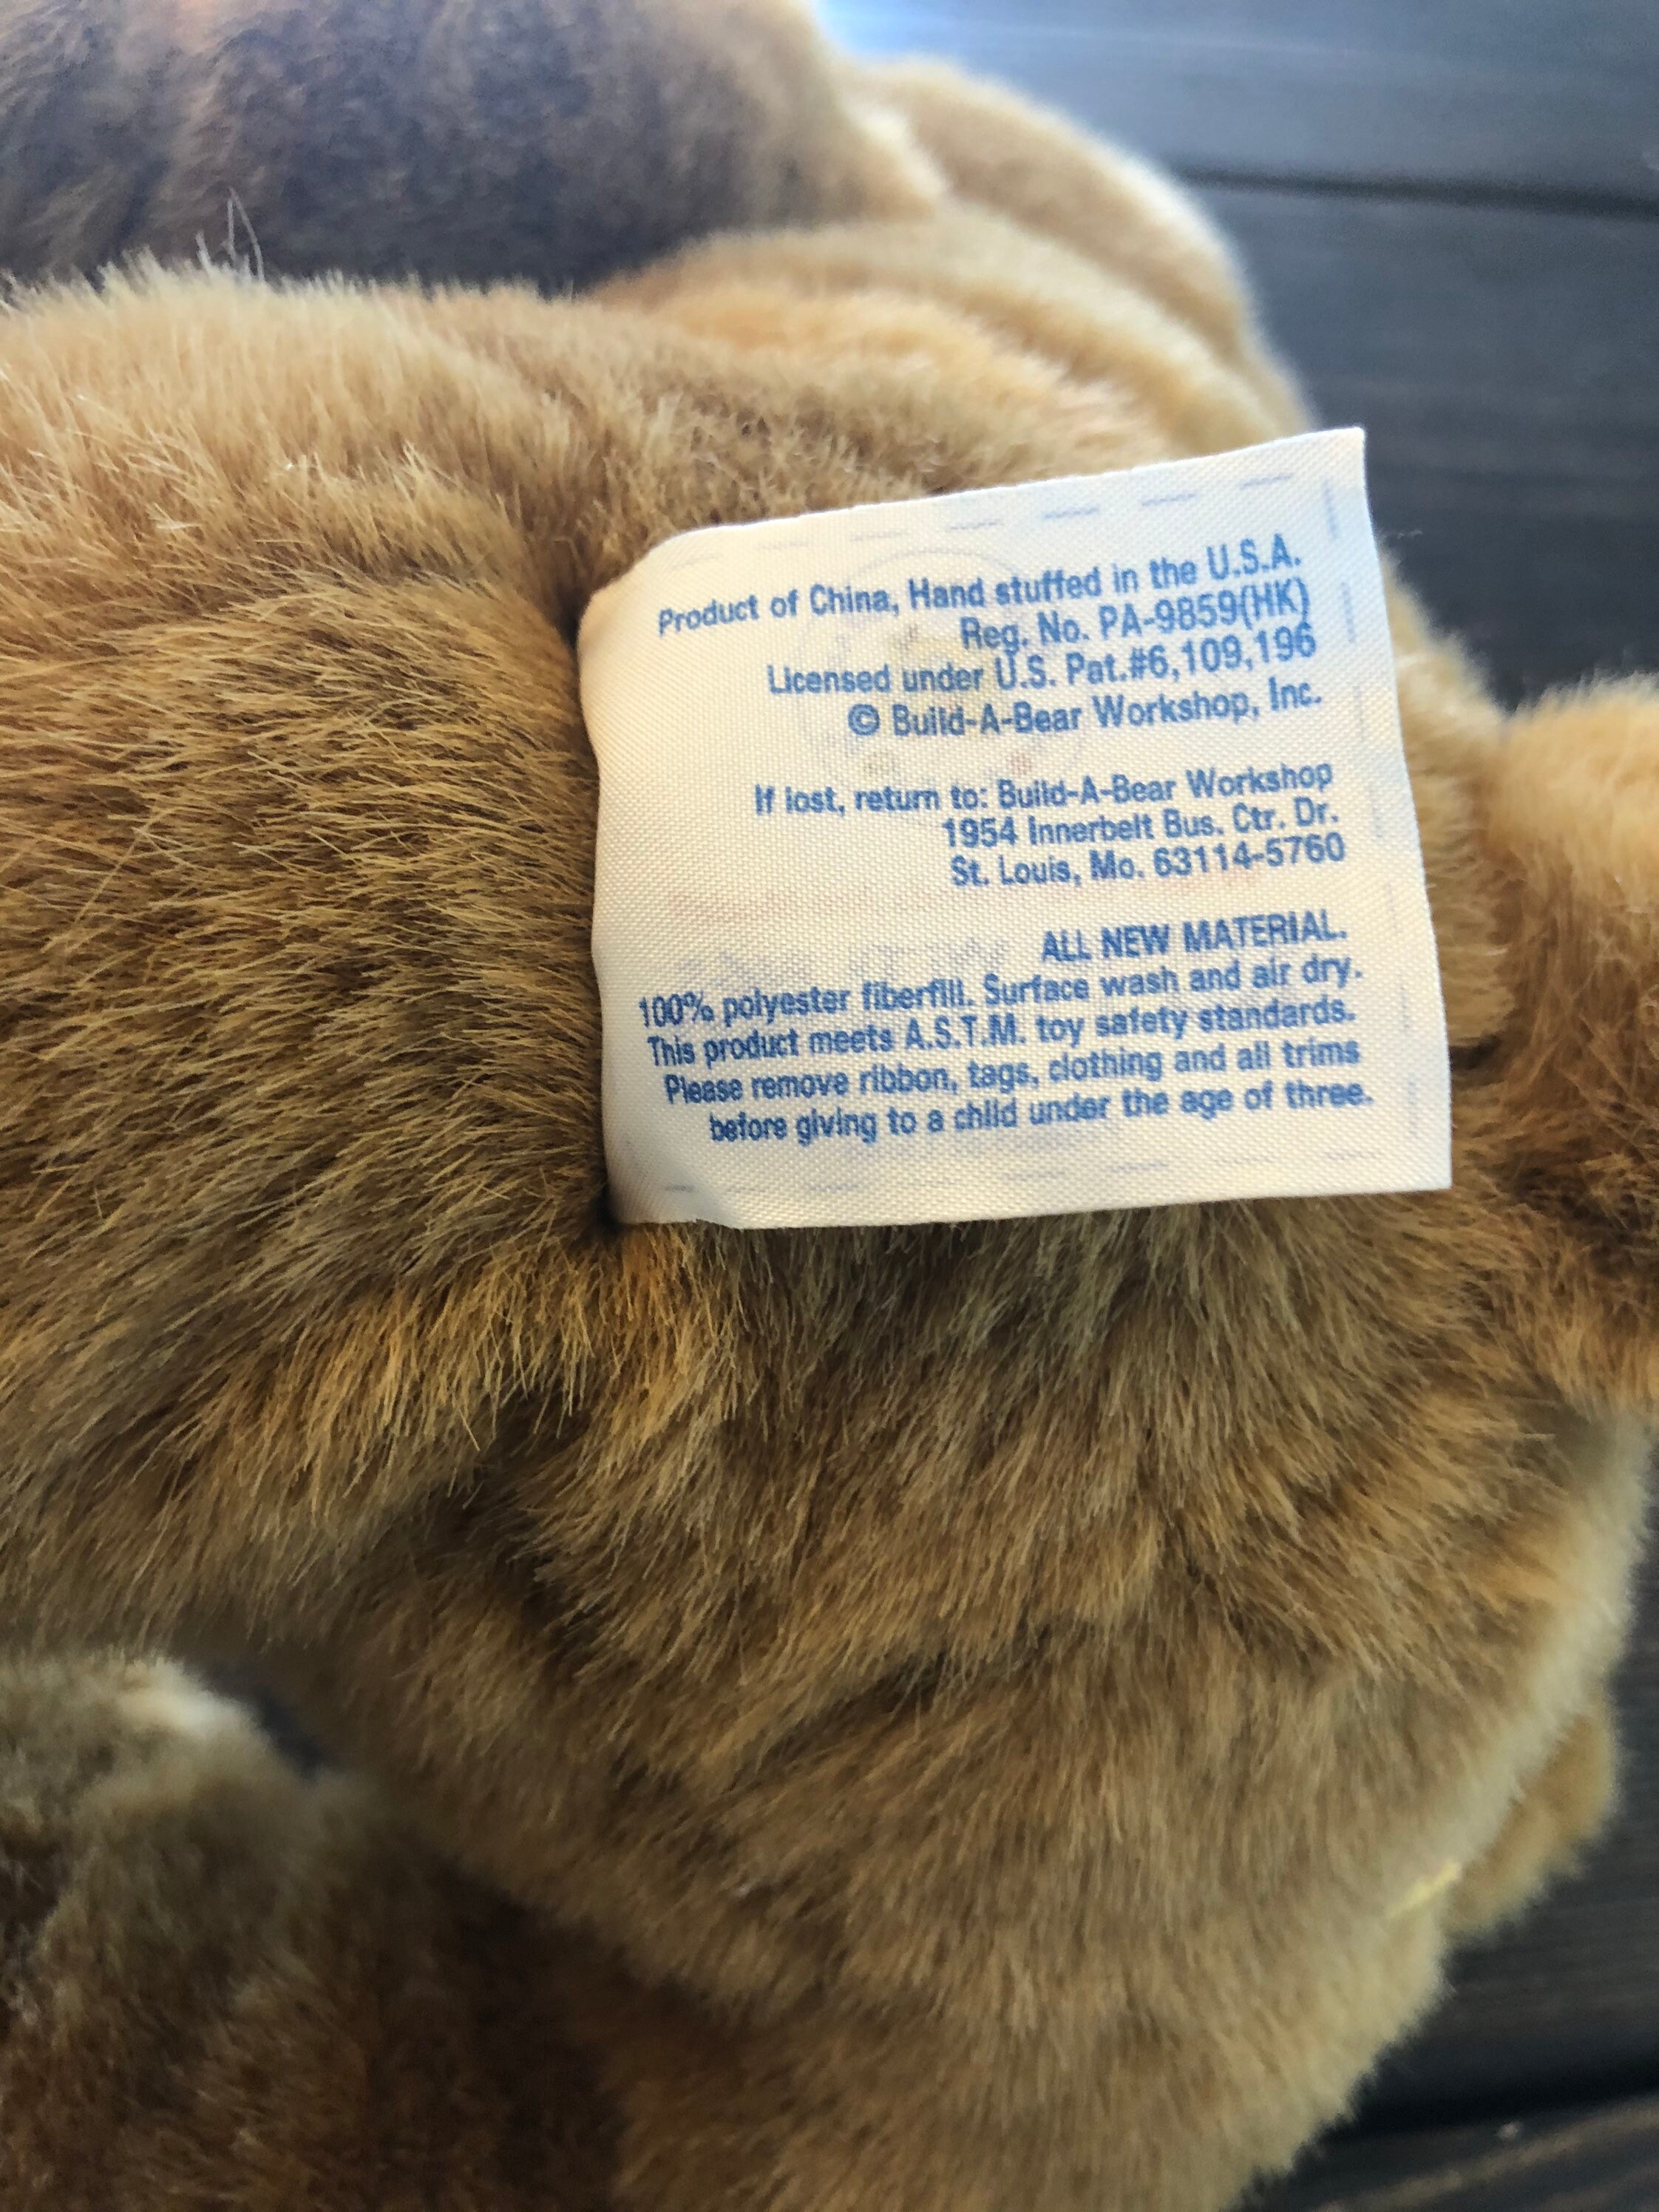 Product of China, Hand stuffed in the U.S.A.
Reg. No. PA-9859(HK)
Licensed under U.S. Pat.#6,109,196
© Build-A-Bear Workshop, Inc.
If lost, return to: Build-A-Bear Workshop
1954 Innerbelt Bus. Ctr. Dr.
St. Louis, Mo. 63114-5760
ALL NEW MATERIAL.
100% polyester fiberfill. Surface wash and air dry.
This product meets A.S.T.M. toy safety standards.
Please remove ribbon, tags, clothing and all trims
before giving to a child under the age of three.